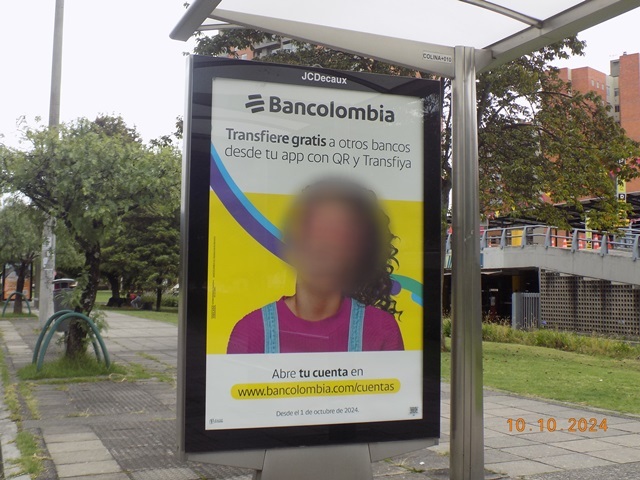 COLINA+010
JCDecaux
Bancolombia
Transfiere gratis a otros bancos
desde tu app con QR y Transfiya
Abre tu cuenta en
www.bancolombia.com/cuentas
Desde el 1 de octubre de 2024.
10.10.2024